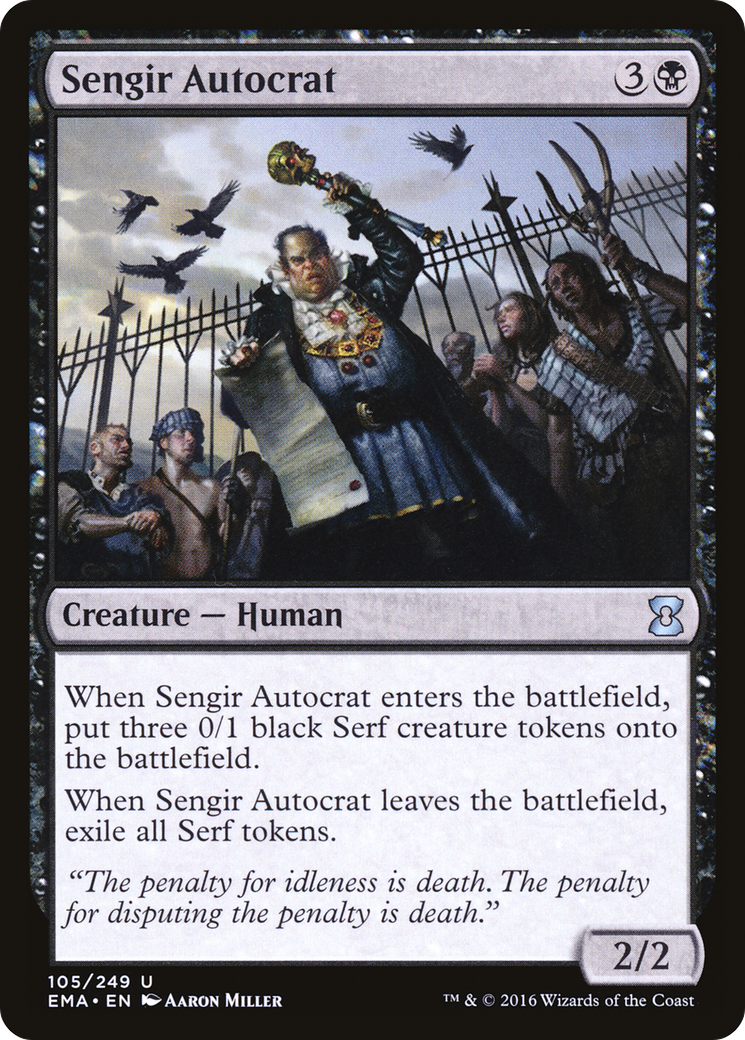 Sengir Autocrat 3
Creature — Human
When Sengir Autocrat enters the battlefield,
put three 0/1 black Serf creature tokens onto
the battlefield.
When Sengir Autocrat leaves the battlefield,
exile all Serf tokens.
“The penalty for idleness is death. The penalty
for disputing the penalty is death.”
2/2
105/249 U
EMA • EN Aaron Miller
™ & © 2016 Wizards of the Coast